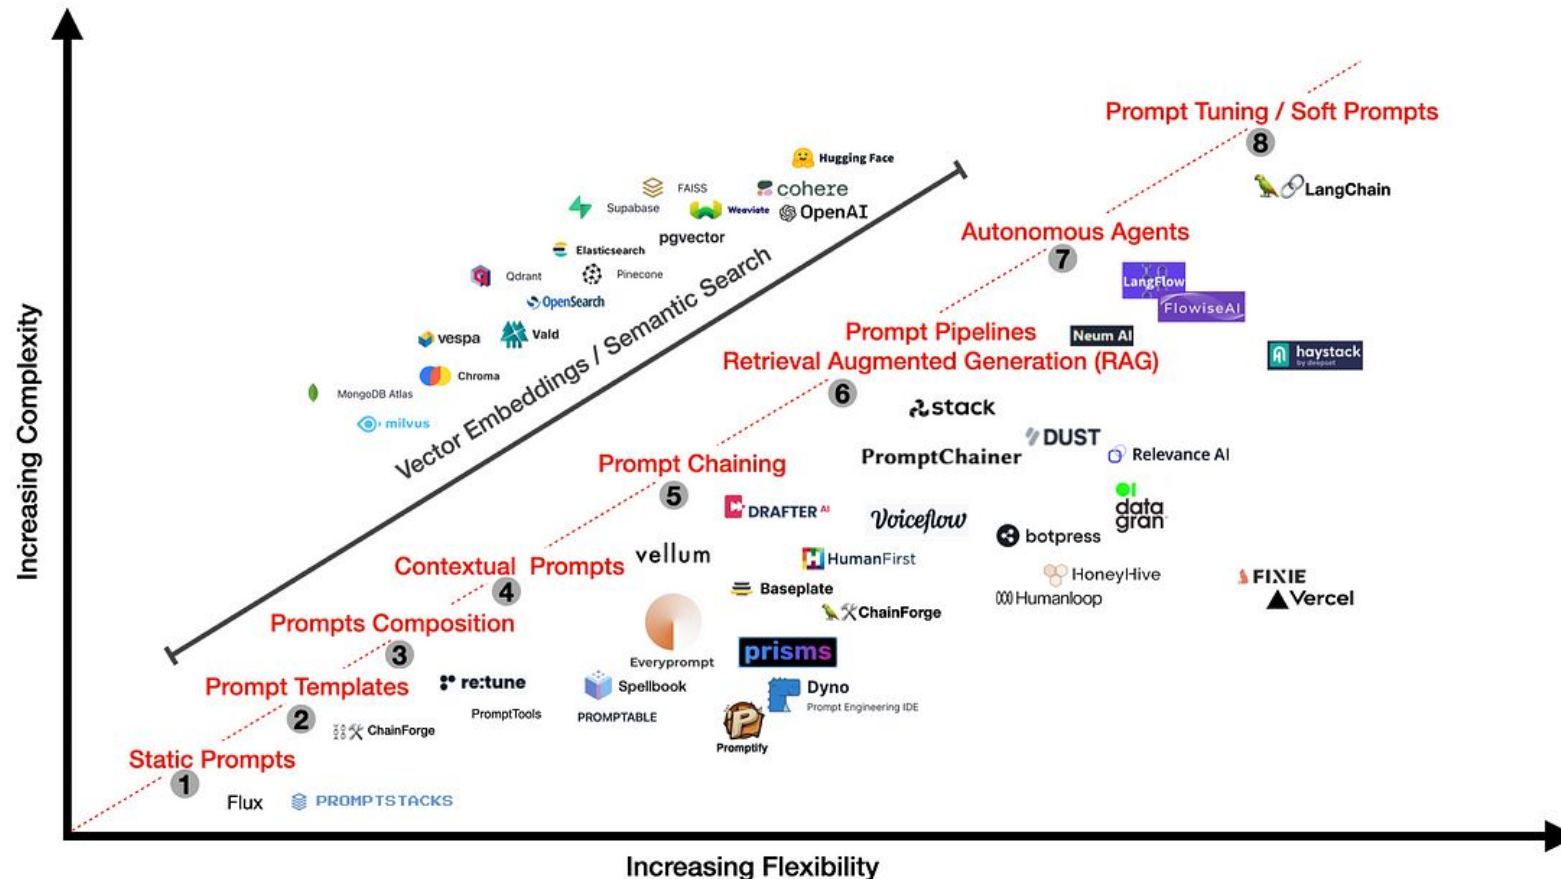 Increasing Complexity
Prompt Tuning / Soft Prompts
8
LangChain
Hugging Face
FAISS
cohere
Supabase
Weaviate
OpenAI
pgvector
Elasticsearch
Qdrant
Pinecone
OpenSearch
vespa
Vald
Chroma
MongoDB Atlas
milvus
Vector Embeddings / Semantic Search
Autonomous Agents
7
LangFlow
FlowiseAI
Neum AI
haystack
by deepset
Prompt Pipelines
Retrieval Augmented Generation (RAG)
6
stack
DUST
PromptChainer
Relevance AI
Prompt Chaining
5
DRAFTER AI
Voiceflow
data
gran
botpress
Contextual Prompts
4
vellum
HumanFirst
Baseplate
HoneyHive
Humanloop
FIXIE
Vercel
ChainForge
Prompts Composition
3
Everyprompt
prisms
Prompt Templates
2
re:tune
Spellbook
Dyno
Prompt Engineering IDE
PromptTools
PROMPTABLE
ChainForge
P
Promptify
Static Prompts
1
Flux
PROMPTSTACKS
Increasing Flexibility